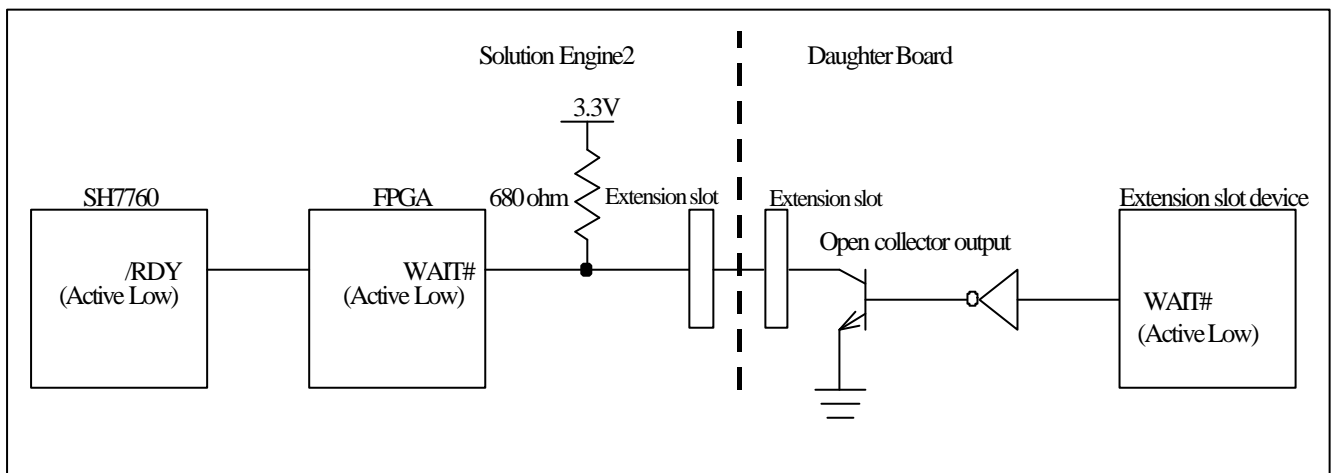 Solution Engine2
Daughter Board
3.3V
SH7760
FPGA
680 ohm
Extension slot
Extension slot
Extension slot device
Open collector output
/RDY
(Active Low)
WAIT#
(Active Low)
WAIT#
(Active Low)